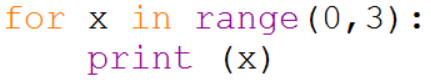 for x in range(0,3):
    print (x)